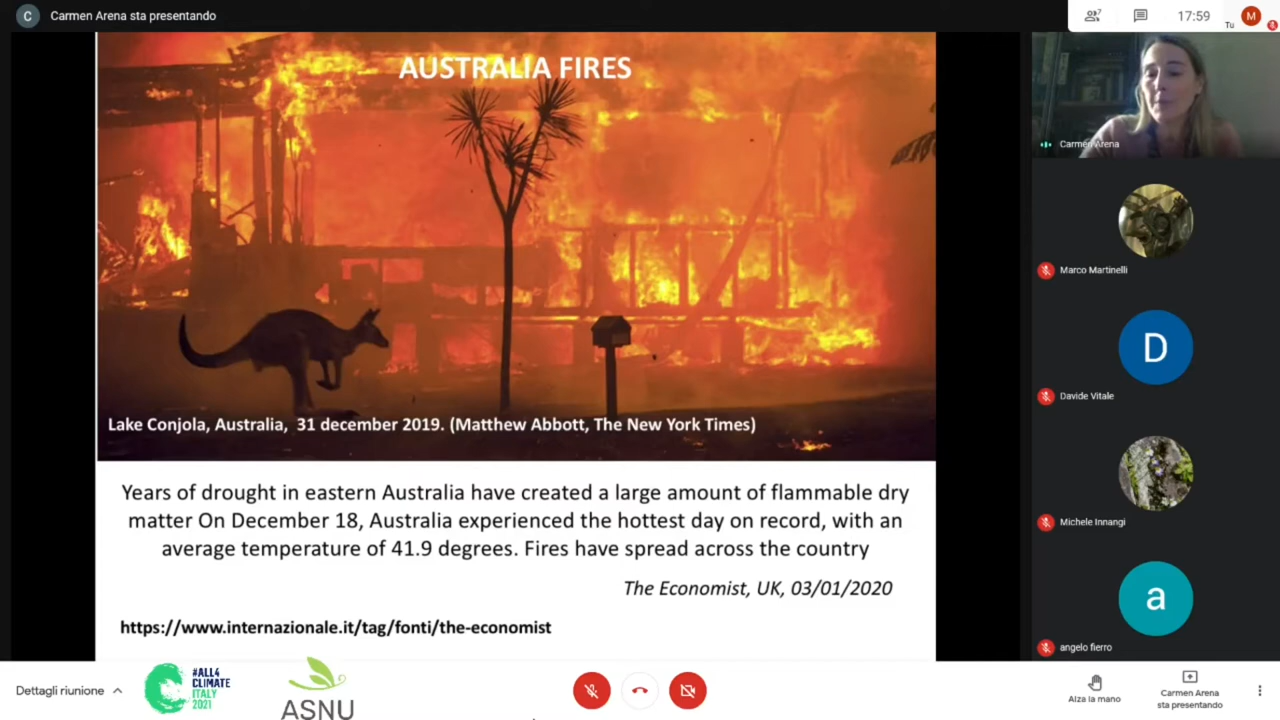 C Carmen Arena sta presentando
7
17:59
Tu
M
AUSTRALIA FIRES
Lake Conjola, Australia, 31 december 2019. (Matthew Abbott, The New York Times)
Years of drought in eastern Australia have created a large amount of flammable dry
matter On December 18, Australia experienced the hottest day on record, with an
average temperature of 41.9 degrees. Fires have spread across the country
The Economist, UK, 03/01/2020
https://www.internazionale.it/tag/fonti/the-economist
Carmen Arena
Marco Martinelli
D
Davide Vitale
Michele Innangi
a
angelo fierro
Dettagli riunione
#ALL4
CLIMATE
ITALY
2021
ASNU
Alza la mano
Carmen Arena
sta presentando